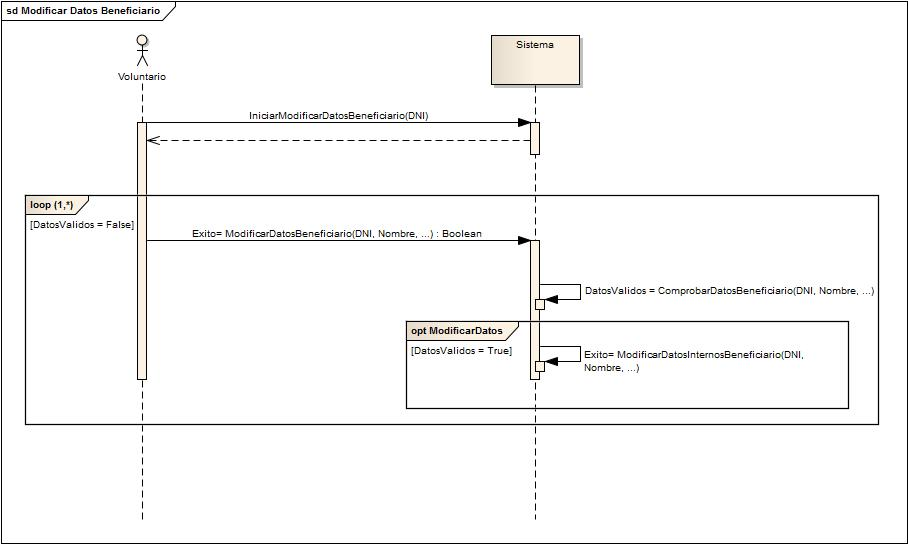 sd Modificar Datos Beneficiario
Voluntario
Sistema
IniciarModificarDatosBeneficiario(DNI)
loop (1,*)
[DatosValidos = False]
Exito= ModificarDatosBeneficiario(DNI, Nombre, ...) : Boolean
DatosValidos = ComprobarDatosBeneficiario(DNI, Nombre, ...)
opt ModificarDatos
[DatosValidos = True]
Exito= ModificarDatosInternosBeneficiario(DNI,
Nombre, ...)